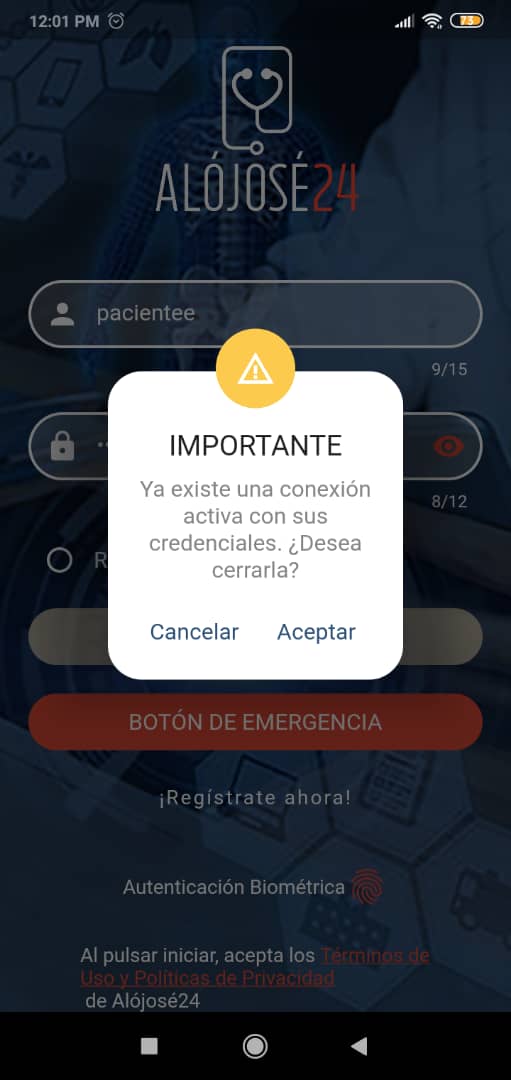 12:01 PM
73
ALÓJOSÉ24
pacientee
9/15
8/12
R
IMPORTANTE
Ya existe una conexión
activa con sus
credenciales. ¿Desea
cerrarla?
Cancelar Aceptar
BOTÓN DE EMERGENCIA
¡Regístrate ahora!
Autenticación Biométrica
Al pulsar iniciar, acepta los Términos de
Uso y Políticas de Privacidad
de Alójosé24